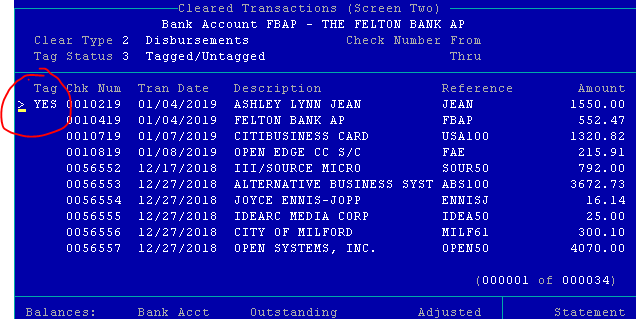 Cleared Transactions (Screen Two)
Bank Account FBAP - THE FELTON BANK AP
Clear Type 2 Disbursements Check Number From
Tag Status 3 Tagged/Untagged Thru
Tag Chk Num Tran Date Description Reference Amount
> YES 0010219 01/04/2019 ASHLEY LYNN JEAN JEAN 1550.00
0010419 01/04/2019 FELTON BANK AP FBAP 552.47
0010719 01/07/2019 CITIBUSINESS CARD USA100 1320.82
0010819 01/08/2019 OPEN EDGE CC S/C FAE 215.91
0056552 12/17/2018 III/SOURCE MICRO SOUR50 792.00
0056553 12/27/2018 ALTERNATIVE BUSINESS SYST ABS100 3672.73
0056554 12/27/2018 JOYCE ENNIS-JOPP ENNISJ 16.14
0056555 12/27/2018 IDEARC MEDIA CORP IDEA50 25.00
0056556 12/27/2018 CITY OF MILFORD MILF61 300.10
0056557 12/27/2018 OPEN SYSTEMS, INC. OPEN50 4070.00
(000001 of 000034)
Balances: Bank Acct Outstanding Adjusted Statement